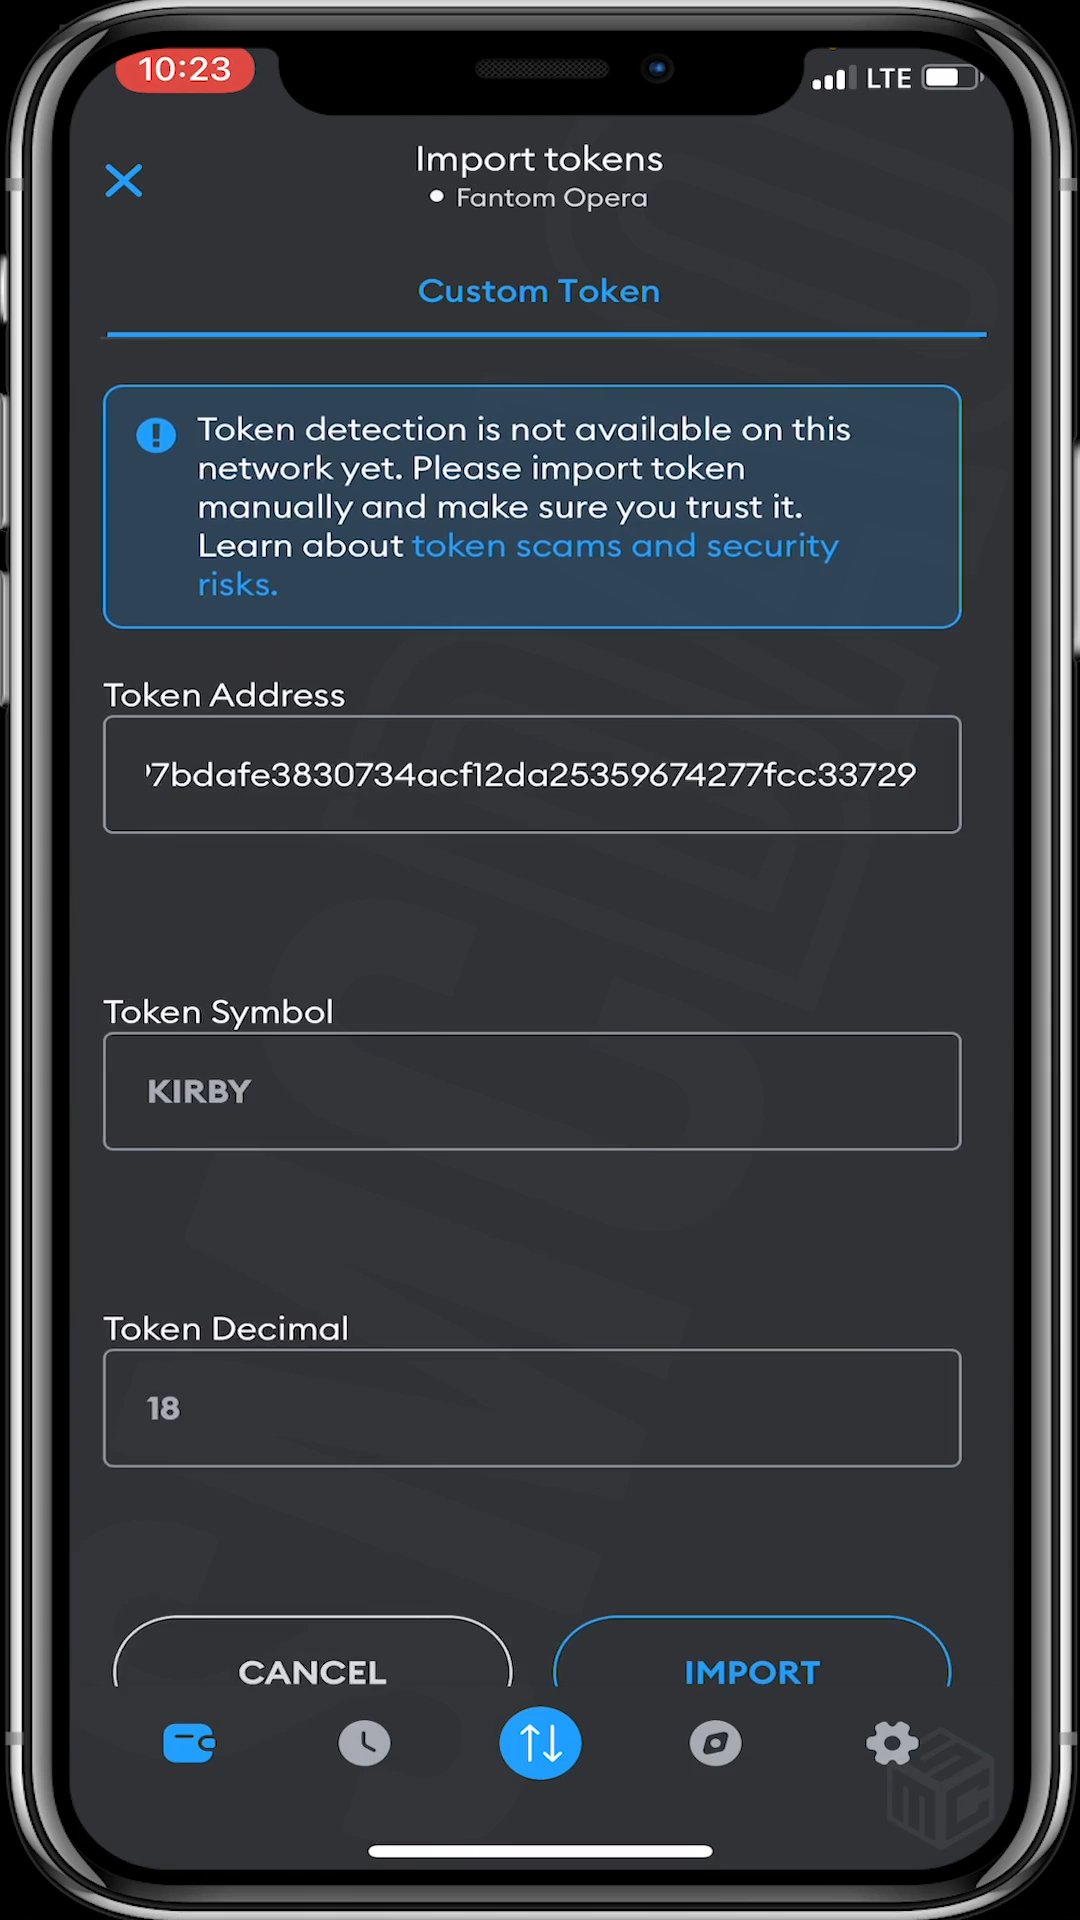 10:23
LTE
Import tokens
Fantom Opera
Custom Token
Token detection is not available on this
network yet. Please import token
manually and make sure you trust it.
Learn about token scams and security
risks.
Token Address
7bdafe3830734acf12da25359674277fcc33729
Token Symbol
KIRBY
Token Decimal
18
CANCEL
IMPORT
SMC